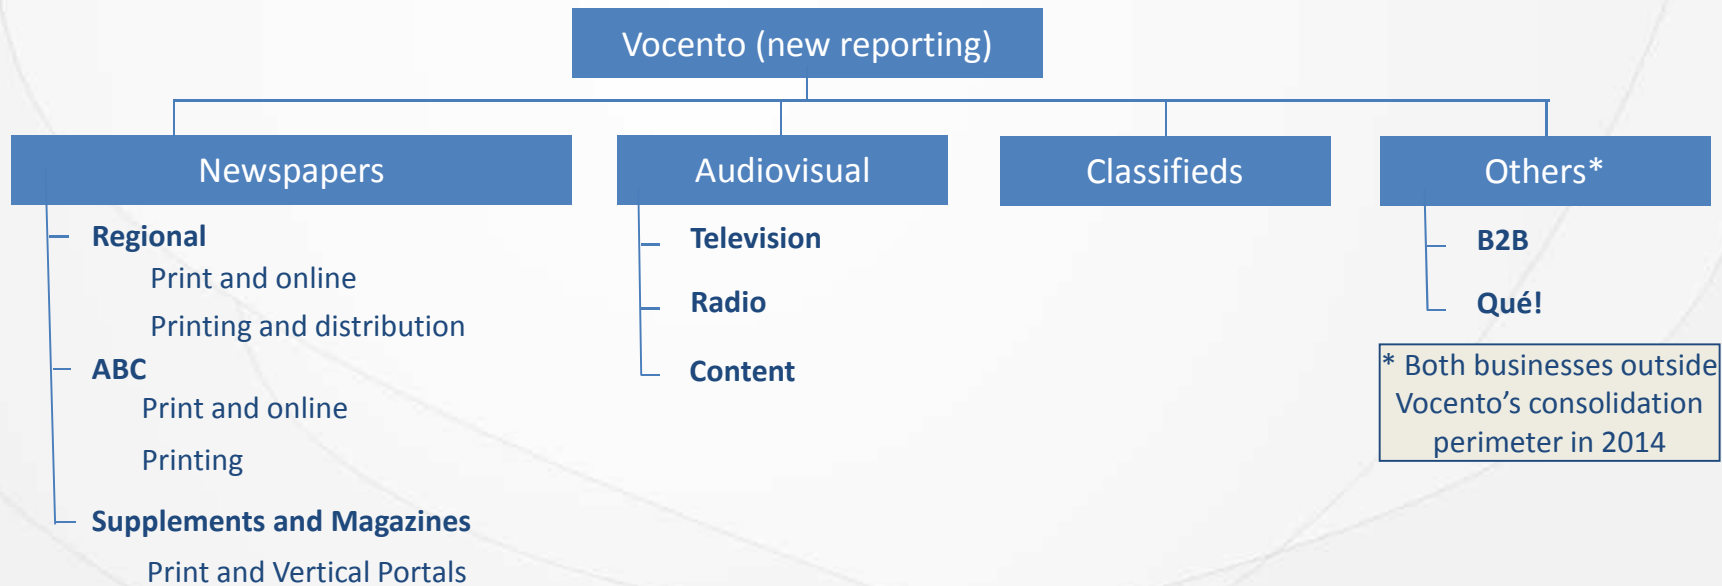 Vocento (new reporting)
Newspapers
Regional
Print and online
Printing and distribution
ABC
Print and online
Printing
Supplements and Magazines
Print and Vertical Portals
Audiovisual
Television
Radio
Content
Classifieds
Others*
B2B
Qué!
* Both businesses outside
Vocento’s consolidation
perimeter in 2014